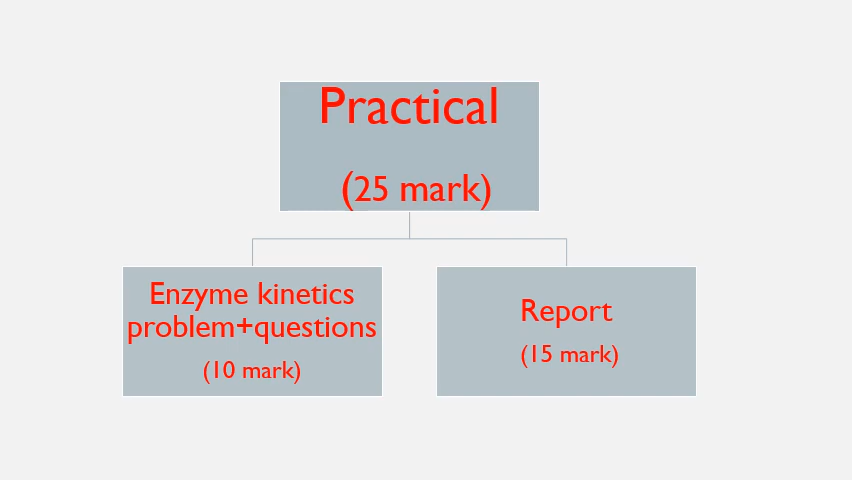 Practical
(25 mark)
Enzyme kinetics
problem+questions
(10 mark)
Report
(15 mark)